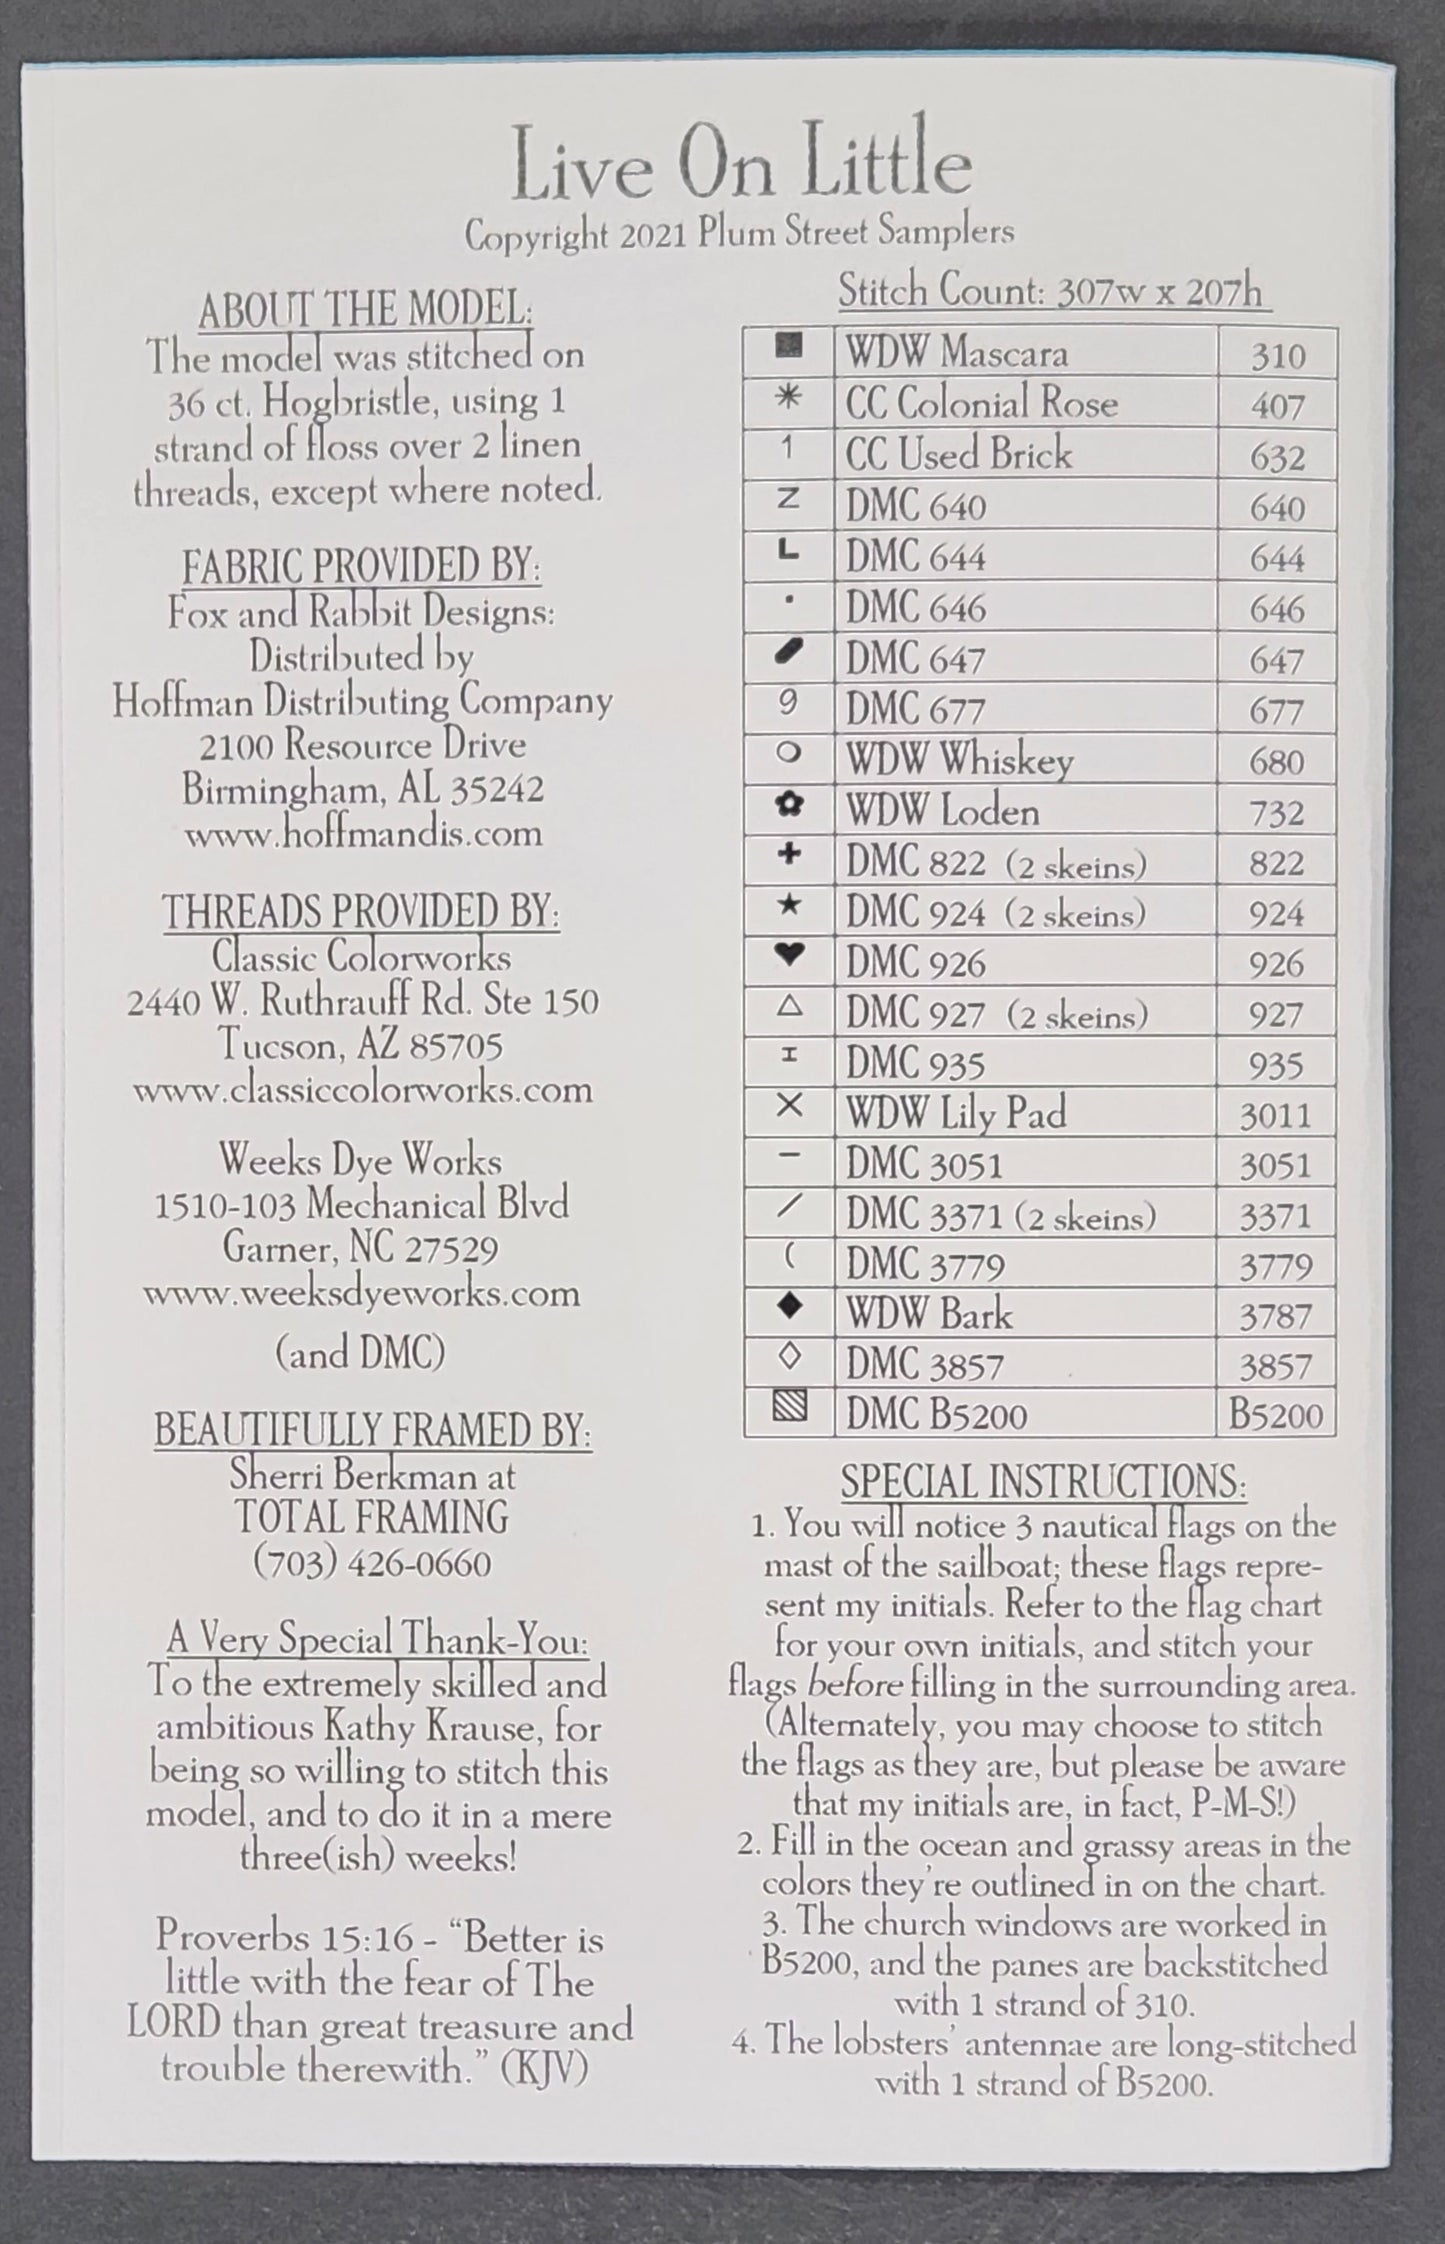 Live On Little
Copyright 2021 Plum Street Samplers
ABOUT THE MODEL:
The model was stitched on
36 ct. Hogbristle, using 1
strand of floss over 2 linen
threads, except where noted.
FABRIC PROVIDED BY:
Fox and Rabbit Designs:
Distributed by
Hoffman Distributing Company
2100 Resource Drive
Birmingham, AL 35242
www.hoffmandis.com
THREADS PROVIDED BY:
Classic Colorworks
2440 W. Ruthrauff Rd. Ste 150
Tucson, AZ 85705
www.classiccolorworks.com
Weeks Dye Works
1510-103 Mechanical Blvd
Garner, NC 27529
www.weeksdyeworks.com
(and DMC)
BEAUTIFULLY FRAMED BY:
Sherri Berkman at
TOTAL FRAMING
(703) 426-0660
A Very Special Thank-You:
To the extremely skilled and
ambitious Kathy Krause, for
being so willing to stitch this
model, and to do it in a mere
three(ish) weeks!
Proverbs 15:16 - "Better is
little with the fear of The
LORD than great treasure and
trouble therewith." (KJV)
Stitch Count: 307w x 207h
■ WDW Mascara 310
✳ CC Colonial Rose 407
1 CC Used Brick 632
Z DMC 640 640
L DMC 644 644
• DMC 646 646
DMC 647 647
9 DMC 677 677
○ WDW Whiskey 680
✿ WDW Loden 732
✚ DMC 822 (2 skeins) 822
★ DMC 924 (2 skeins) 924
♥ DMC 926 926
△ DMC 927 (2 skeins) 927
I DMC 935 935
X WDW Lily Pad 3011
– DMC 3051 3051
/ DMC 3371 (2 skeins) 3371
( DMC 3779 3779
◆ WDW Bark 3787
◇ DMC 3857 3857
▧ DMC B5200 B5200
SPECIAL INSTRUCTIONS:
1. You will notice 3 nautical flags on the
mast of the sailboat; these flags repre-
sent my initials. Refer to the flag chart
for your own initials, and stitch your
flags before filling in the surrounding area.
(Alternately, you may choose to stitch
the flags as they are, but please be aware
that my initials are, in fact, P-M-S!)
2. Fill in the ocean and grassy areas in the
colors they're outlined in on the chart.
3. The church windows are worked in
B5200, and the panes are backstitched
with 1 strand of 310.
4. The lobsters' antennae are long-stitched
with 1 strand of B5200.